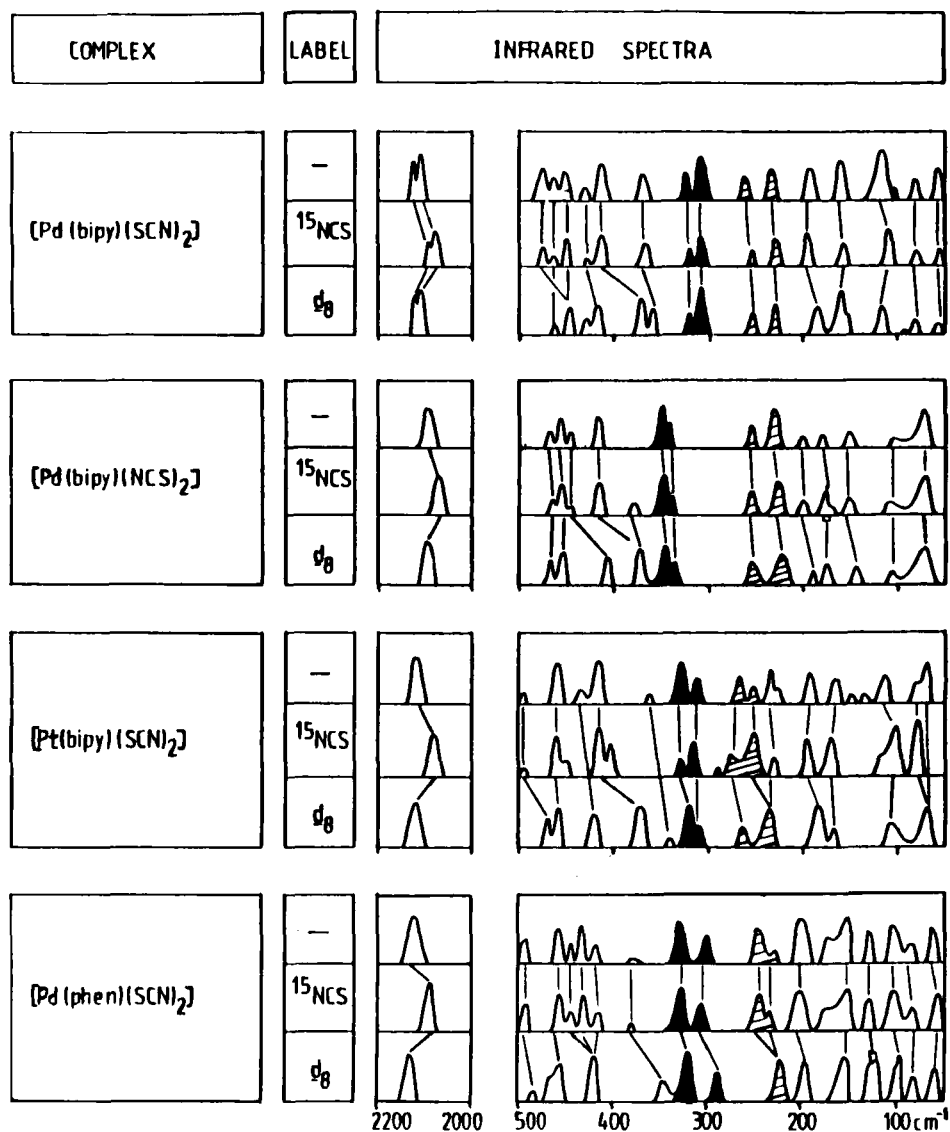 COMPLEX LABEL INFRARED SPECTRA
[Pd(bipy)(SCN)₂]
—
¹⁵NCS
d₈
[Pd(bipy)(NCS)₂]
—
¹⁵NCS
d₈
[Pt(bipy)(SCN)₂]
—
¹⁵NCS
d₈
[Pd(phen)(SCN)₂]
—
¹⁵NCS
d₈
2200 2000 500 400 300 200 100 cm⁻¹